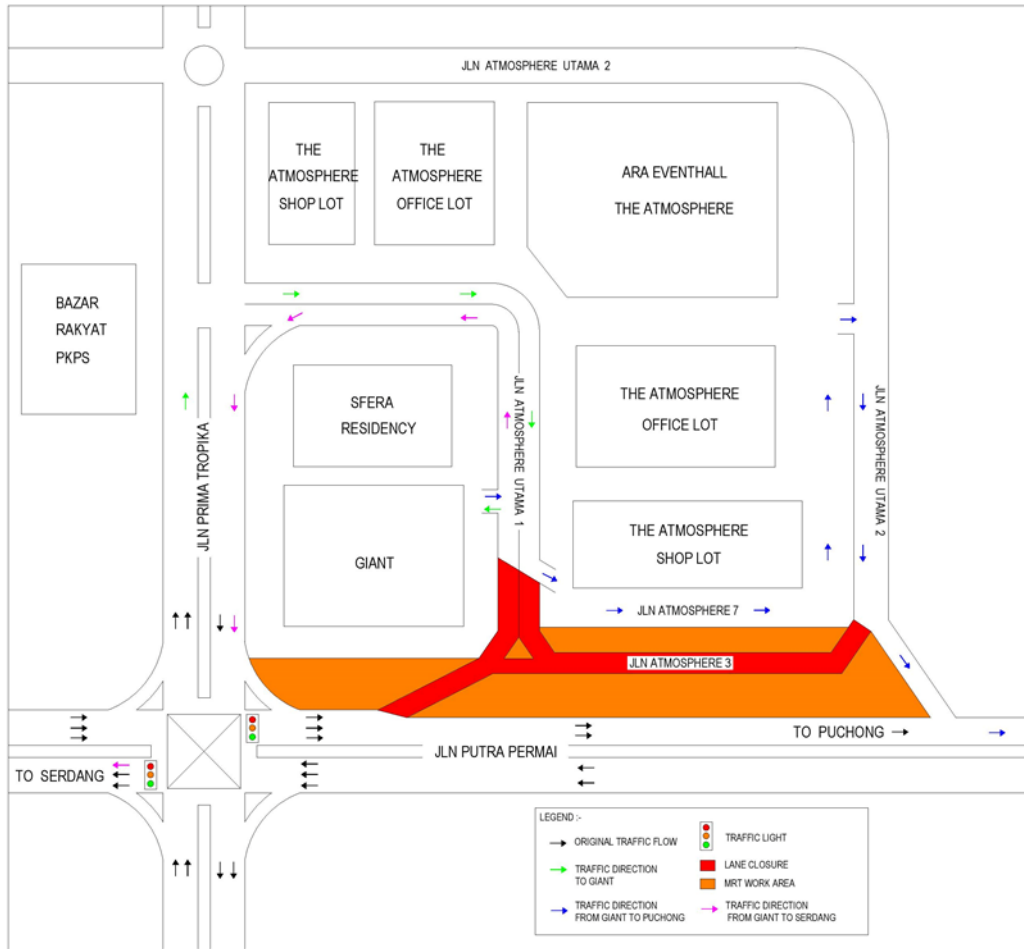 JLN ATMOSPHERE UTAMA 2
THE
ATMOSPHERE
SHOP LOT
THE
ATMOSPHERE
OFFICE LOT
ARA EVENTHALL
THE ATMOSPHERE
BAZAR
RAKYAT
PKPS
SFERA
RESIDENCY
JLN ATMOSPHERE UTAMA 1
THE ATMOSPHERE
OFFICE LOT
JLN ATMOSPHERE UTAMA 2
JLN PRIMA TROPIKA
GIANT
THE ATMOSPHERE
SHOP LOT
JLN ATMOSPHERE 7
JLN ATMOSPHERE 3
TO PUCHONG
JLN PUTRA PERMAI
TO SERDANG
LEGEND :-
ORIGINAL TRAFFIC FLOW
TRAFFIC DIRECTION
TO GIANT
TRAFFIC DIRECTION
FROM GIANT TO PUCHONG
TRAFFIC LIGHT
LANE CLOSURE
MRT WORK AREA
TRAFFIC DIRECTION
FROM GIANT TO SERDANG